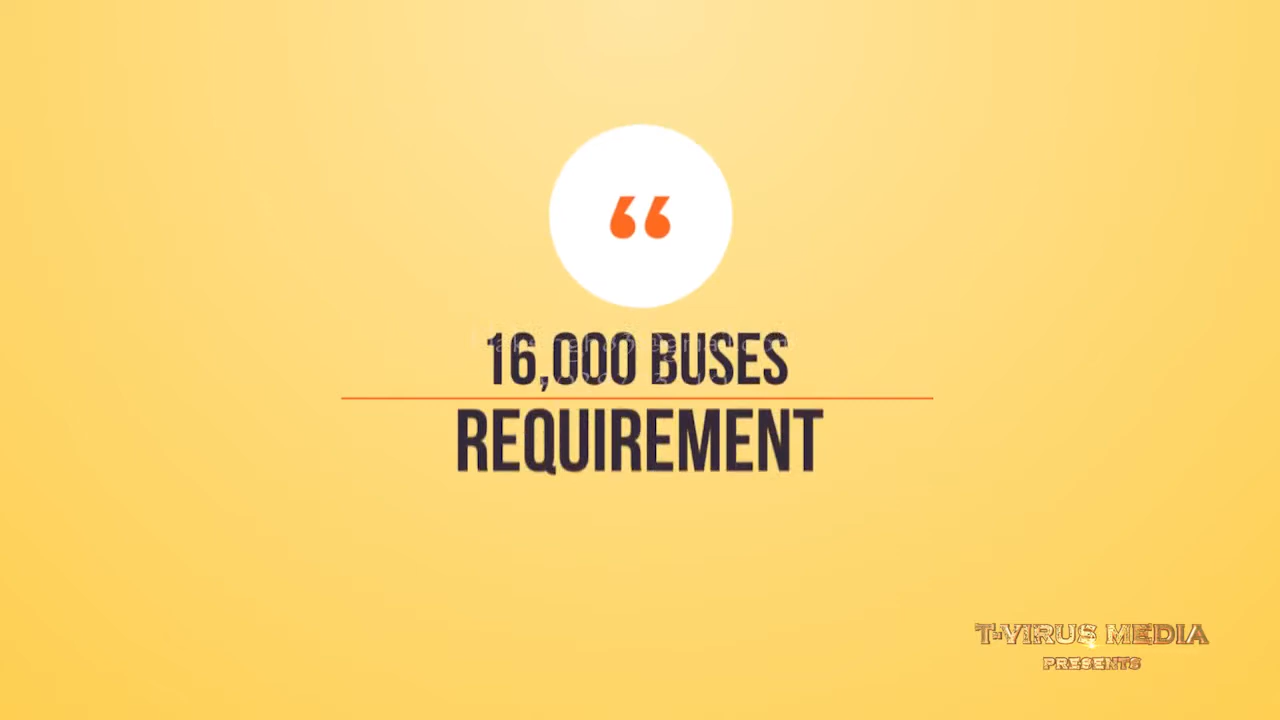 “
16,000 BUSES
REQUIREMENT
T-VIRUS MEDIA
PRESENTS